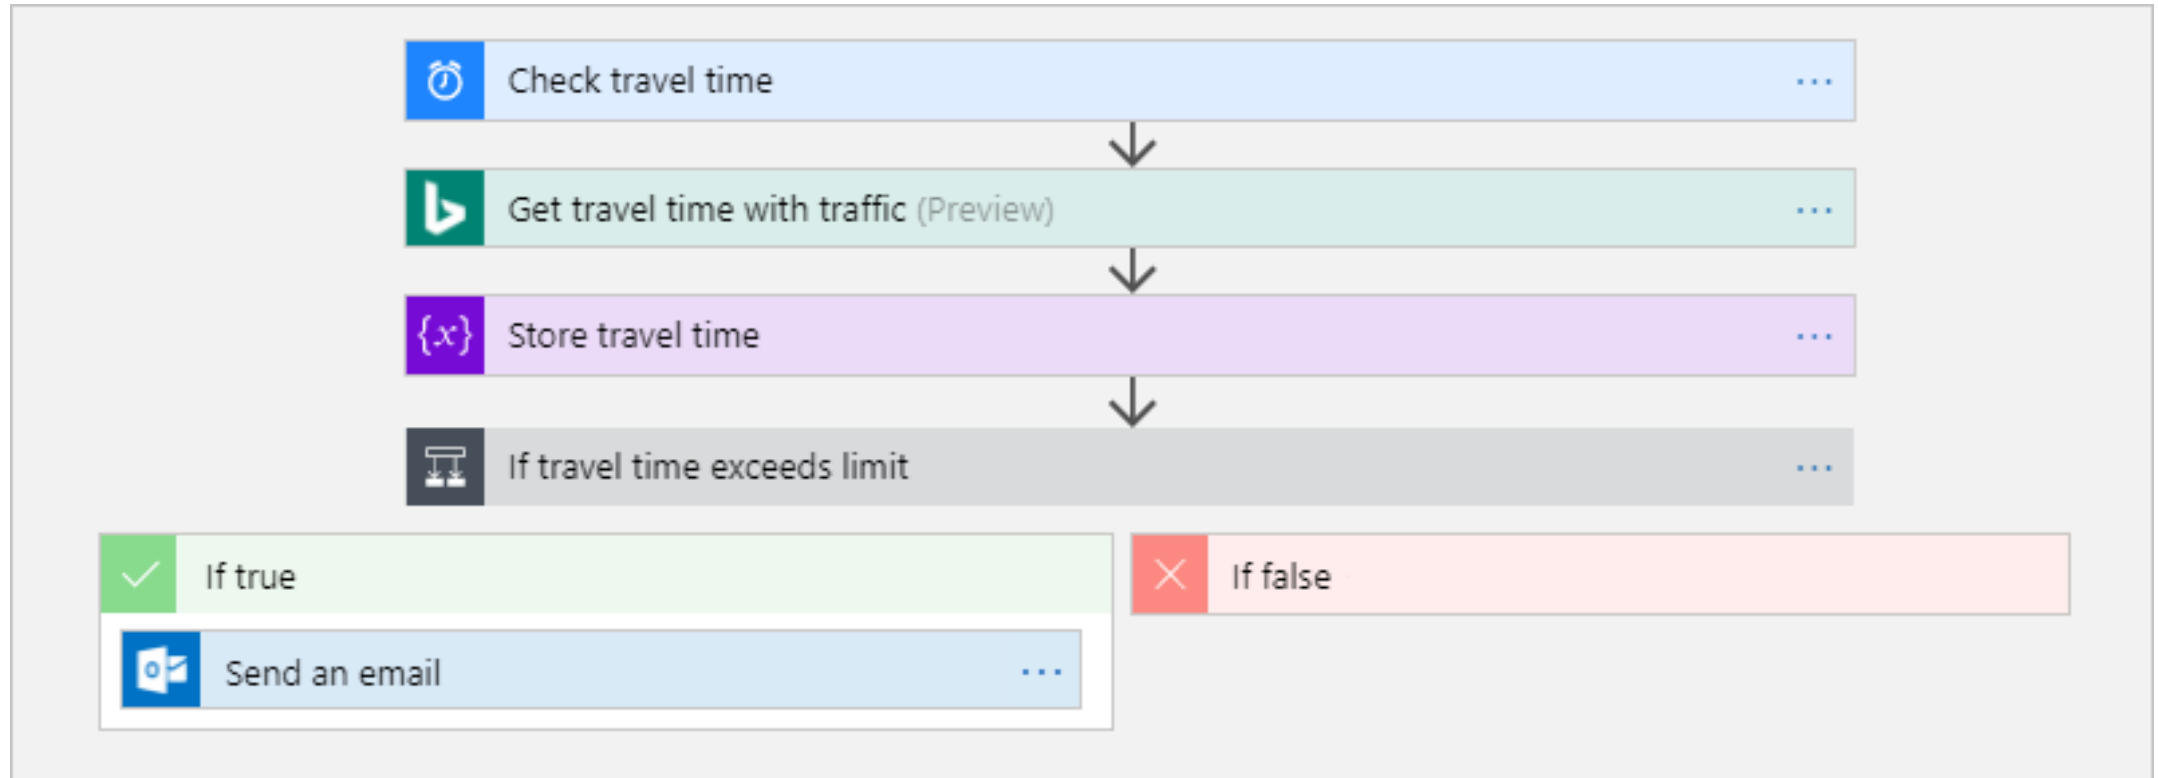 Check travel time
Get travel time with traffic (Preview)
{x} Store travel time
If travel time exceeds limit
If true
If false
Send an email